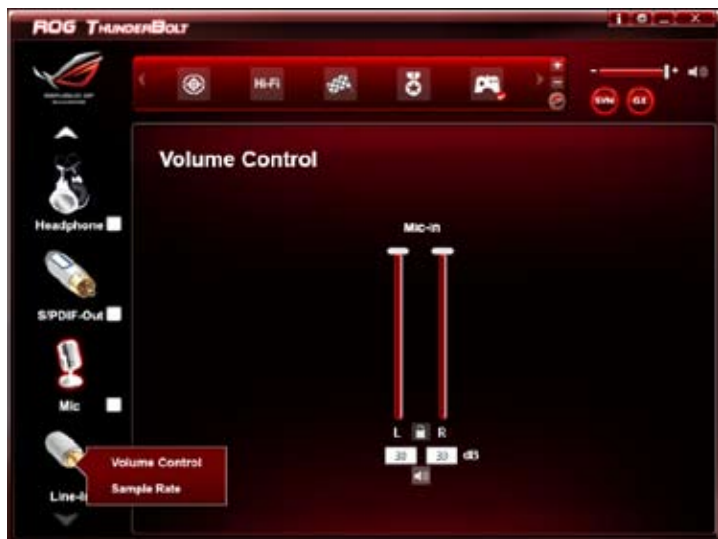 ROG THUNDERBOLT
Hi-Fi
SVN
GX
Volume Control
Headphone
Mic-in
S/PDIF-Out
Mic
L R
30 30 dB
Volume Control
Sample Rate